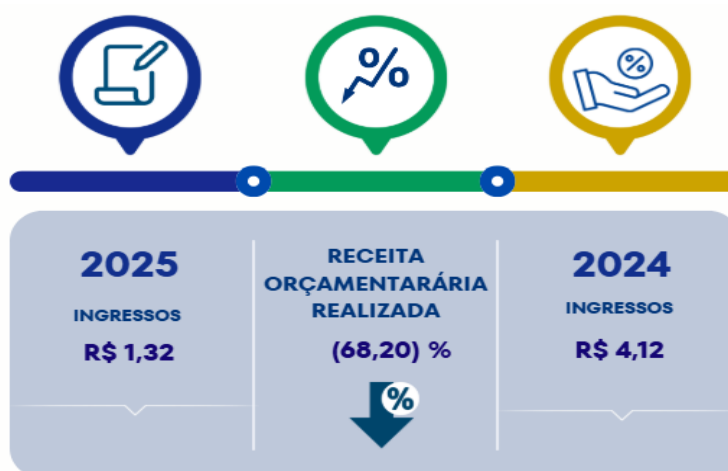 %
%
2025
INGRESSOS
R$ 1,32
RECEITA
ORÇAMENTARÁRIA
REALIZADA
(68,20) %
%
2024
INGRESSOS
R$ 4,12